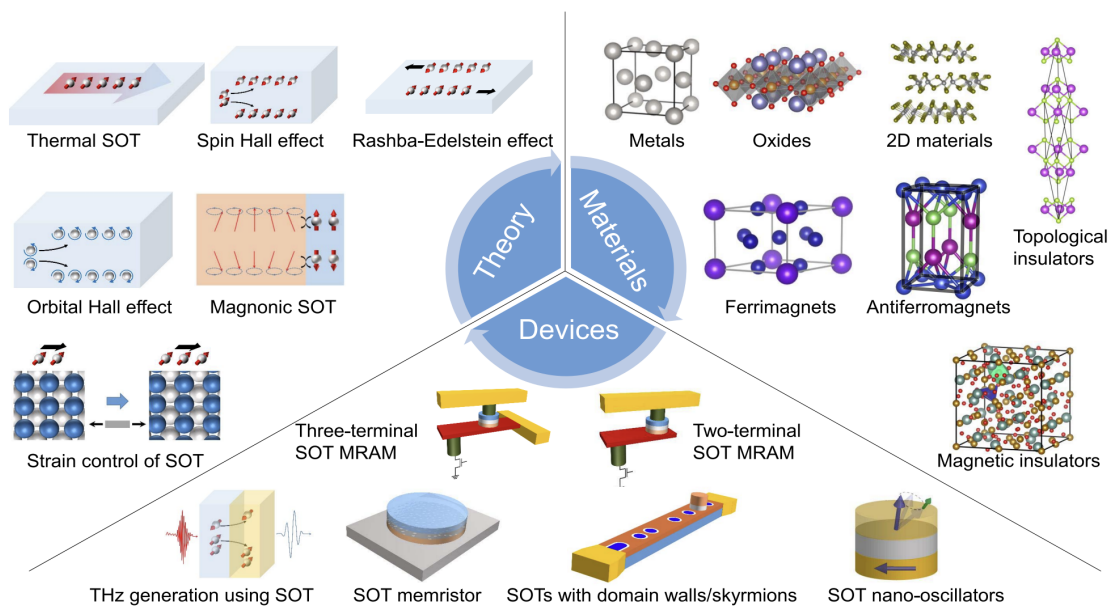 Thermal SOT
Spin Hall effect
Rashba-Edelstein effect
Orbital Hall effect
Magnonic SOT
Strain control of SOT
Theory
Materials
Devices
Metals
Oxides
2D materials
Topological
insulators
Ferrimagnets
Antiferromagnets
Magnetic insulators
Three-terminal
SOT MRAM
Two-terminal
SOT MRAM
THz generation using SOT
SOT memristor
SOTs with domain walls/skyrmions
SOT nano-oscillators